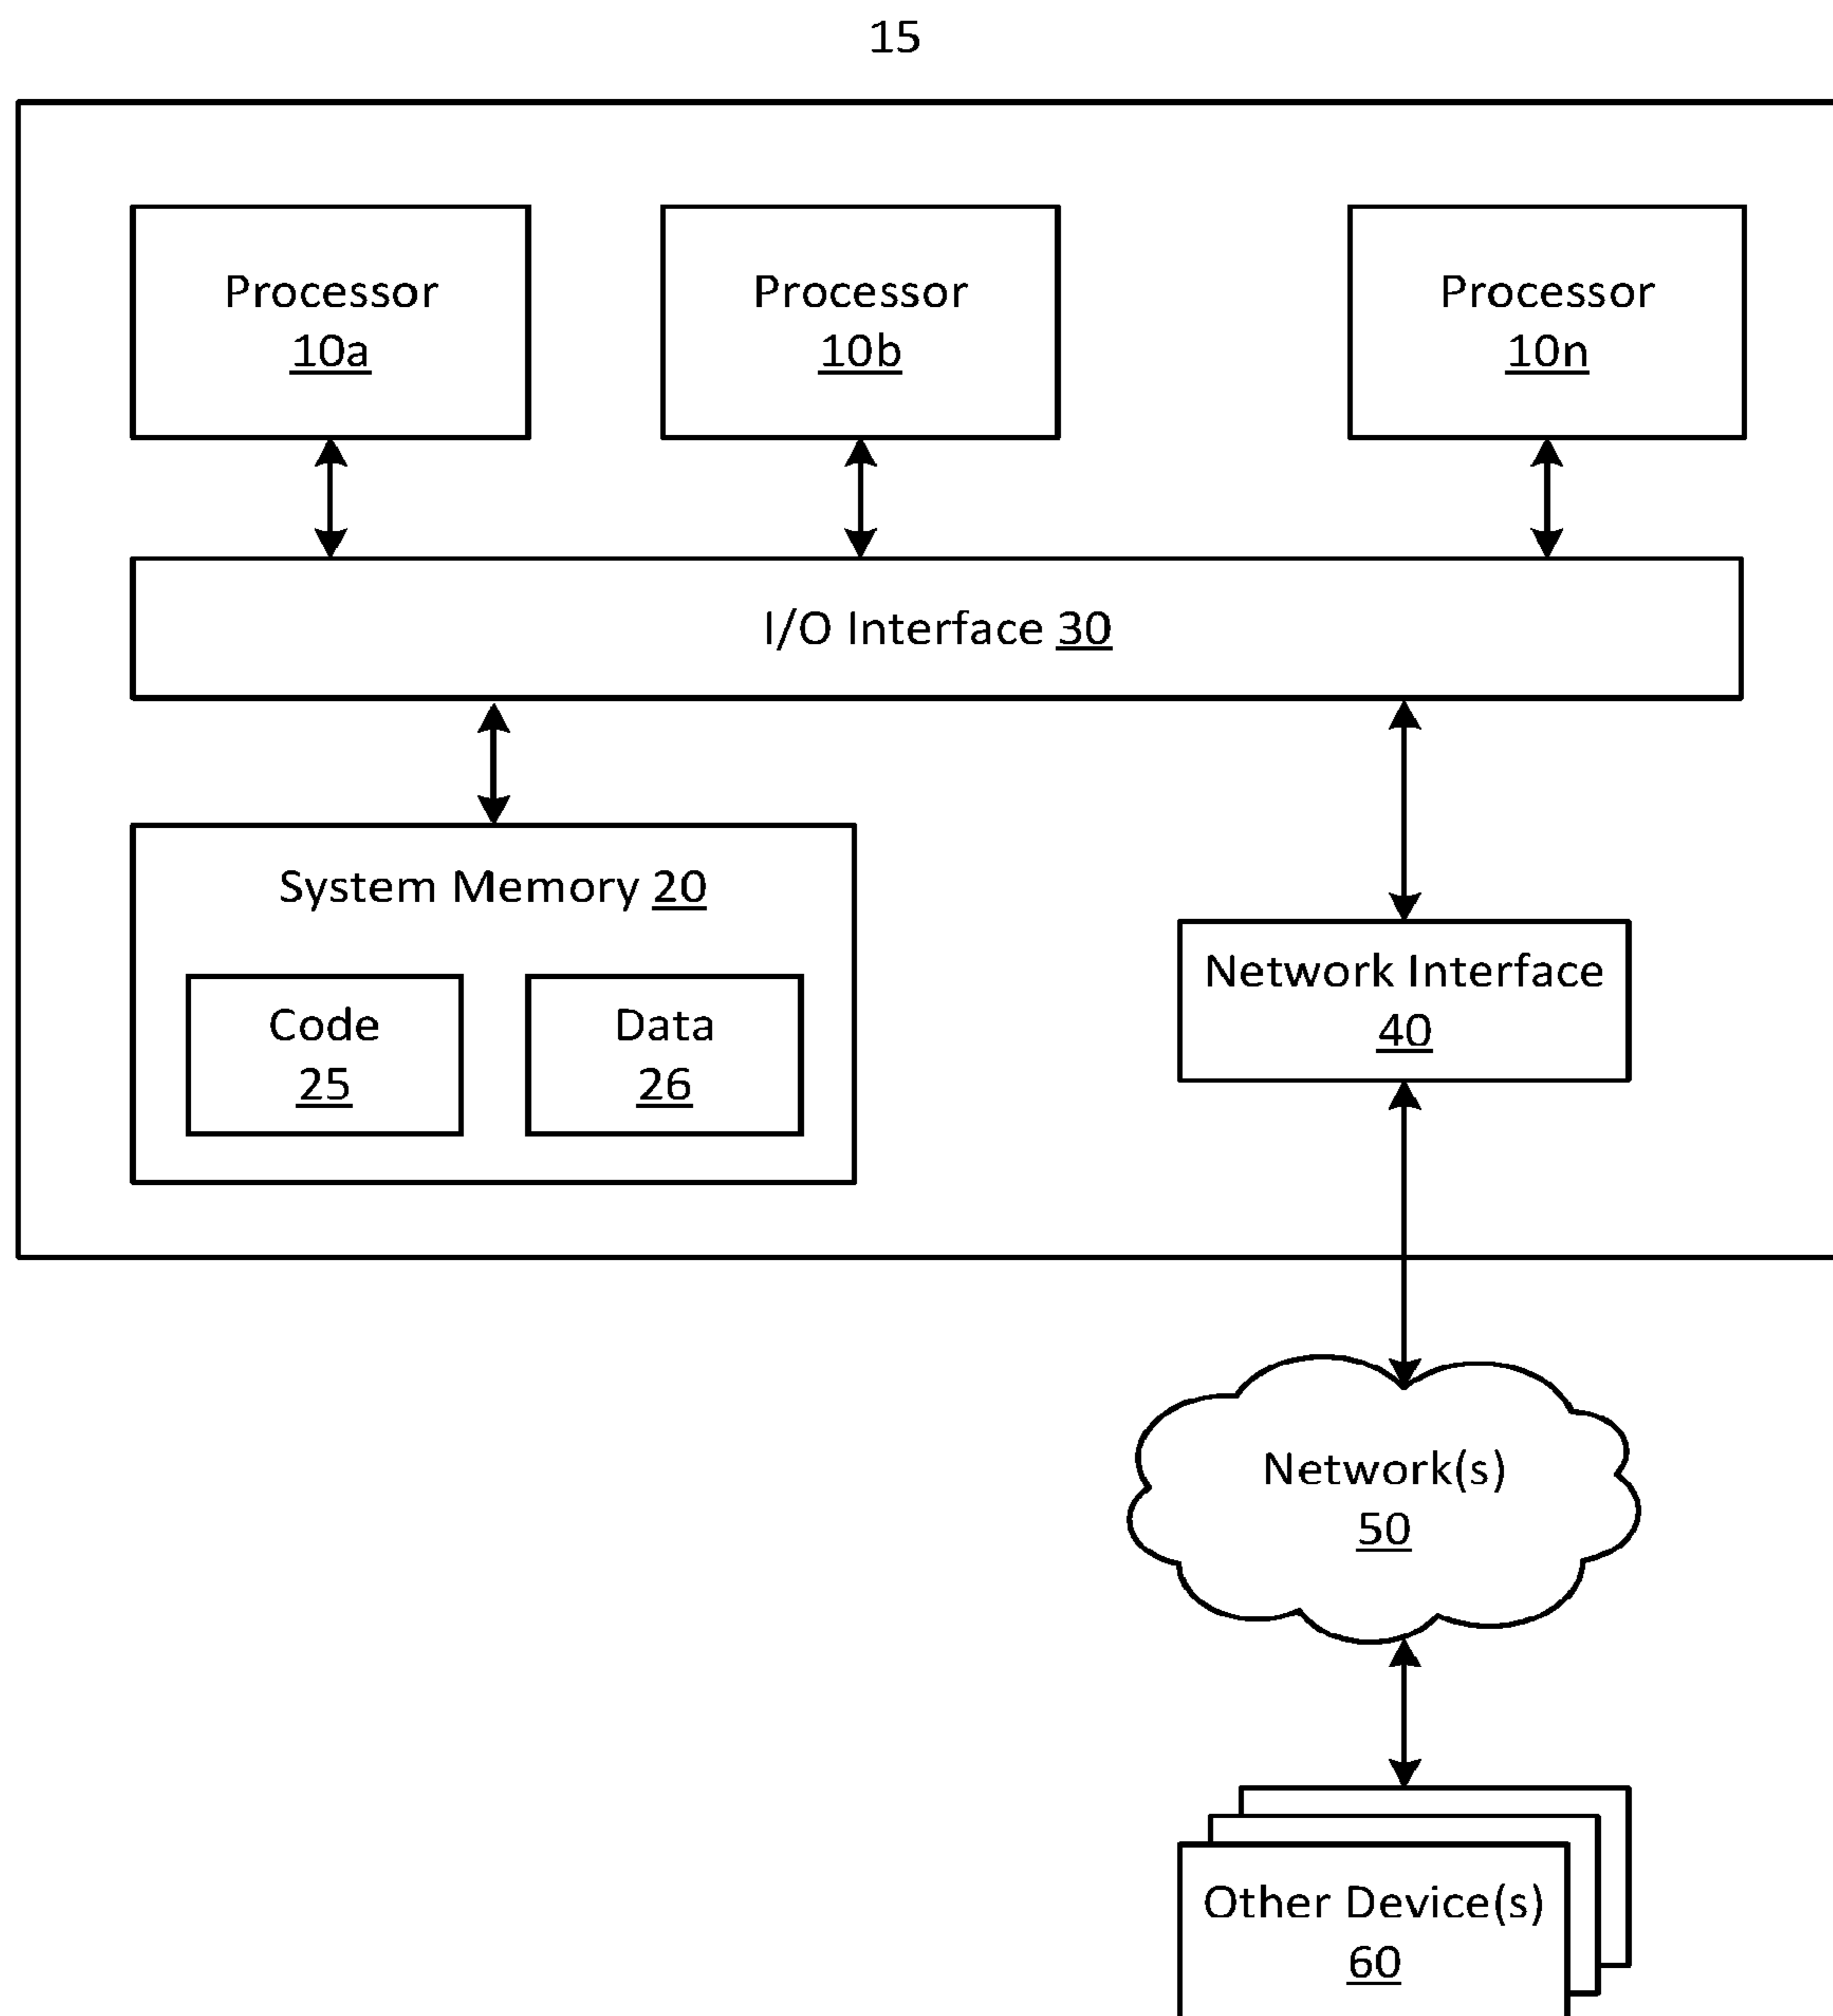 15
Processor
10a
Processor
10b
Processor
10n
I/O Interface 30
System Memory 20
Code
25
Data
26
Network Interface
40
Network(s)
50
Other Device(s)
60